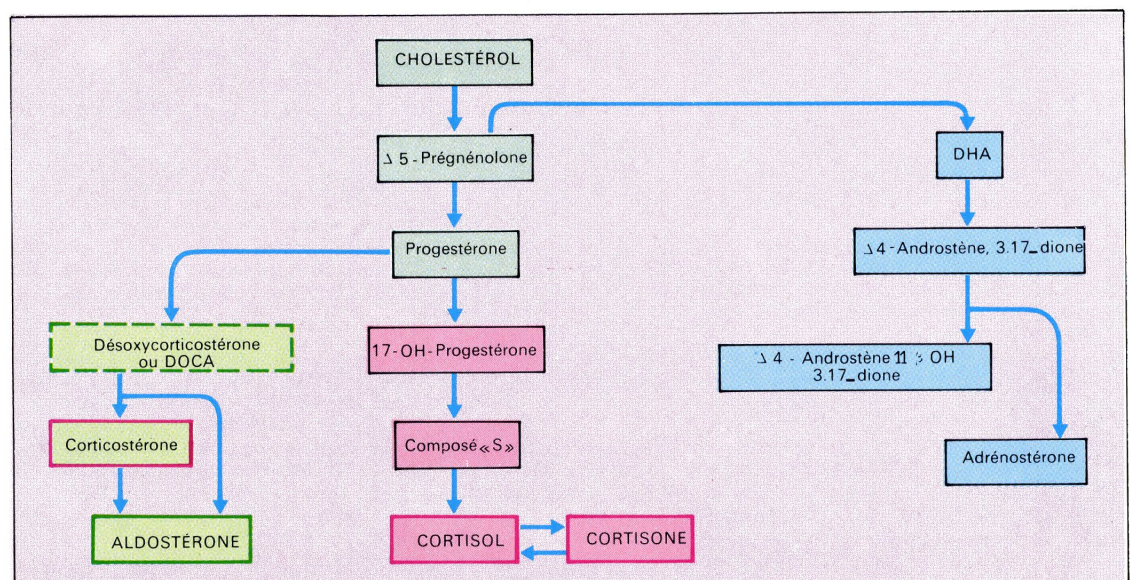 CHOLESTÉROL
⊿ 5 - Prégnénolone
DHA
Progestérone
⊿ 4 - Androstène, 3.17_dione
Désoxycorticostérone
ou DOCA
17-OH-Progestérone
⊿ 4 - Androstène 11 β OH
3.17_dione
Corticostérone
Composé «S»
Adrénostérone
ALDOSTÉRONE
CORTISOL
CORTISONE